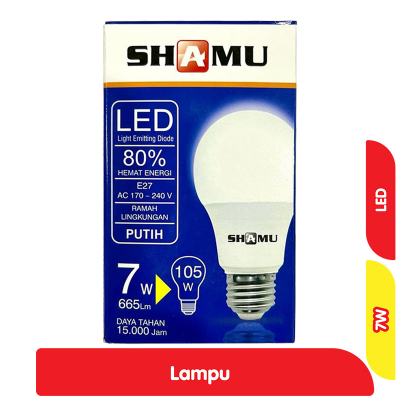 SHAMU
LED
Light Emitting Diode
80%
HEMAT ENERGI
E27
AC 170 ~ 240 V
RAMAH
LINGKUNGAN
PUTIH
SHAMU
7 W
665Lm
105
W
DAYA TAHAN
15.000 Jam
LED
7W
Lampu